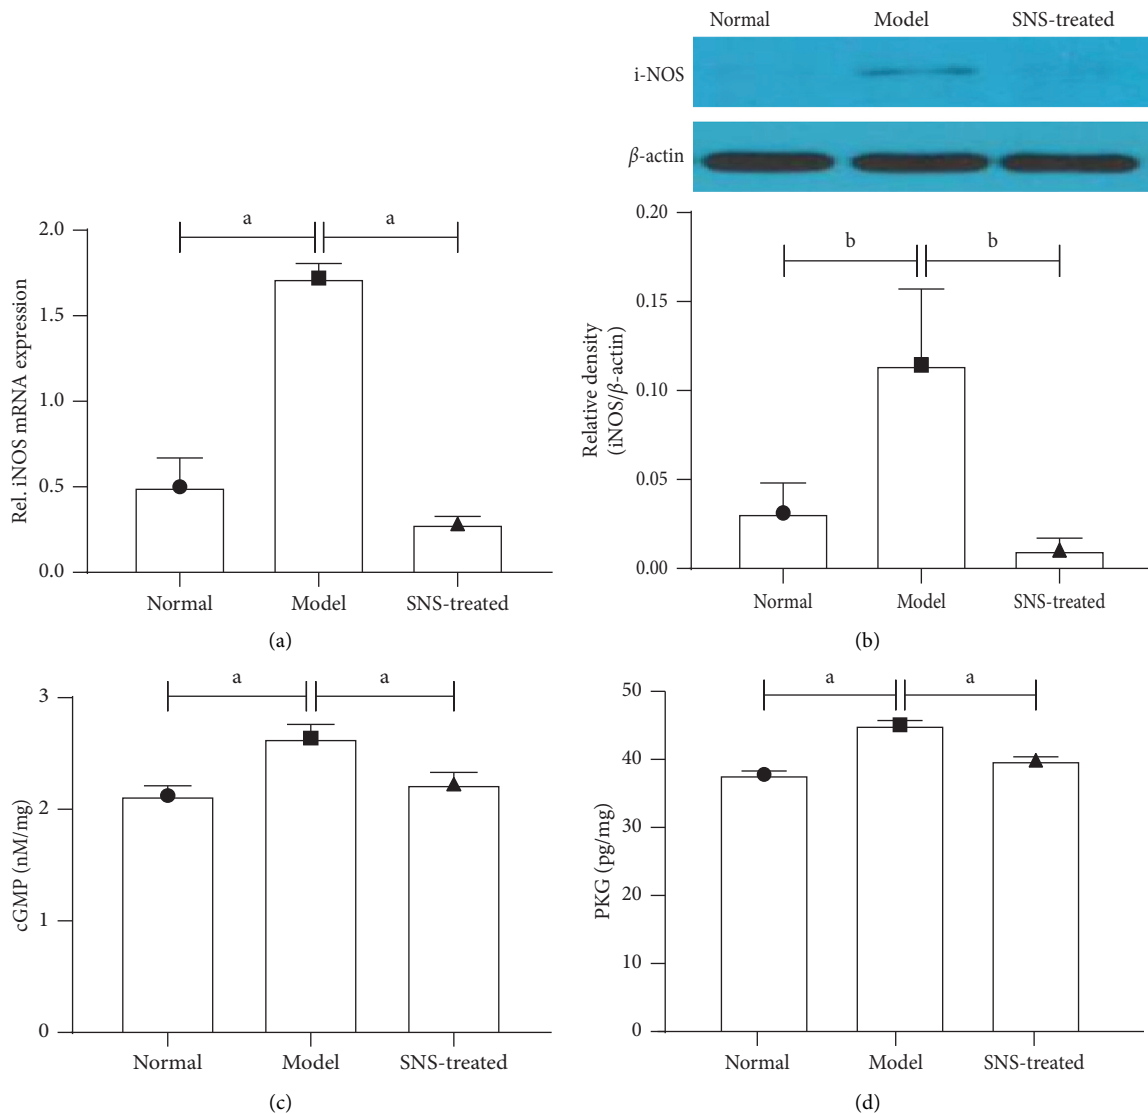 Normal Model SNS-treated
i-NOS
β-actin
a a
2.0
1.5
1.0
0.5
0.0
Rel. iNOS mRNA expression
Normal Model SNS-treated
(a)
b b
0.20
0.15
0.10
0.05
0.00
Relative density
(iNOS/β-actin)
Normal Model SNS-treated
(b)
a a
3
2
1
0
cGMP (nM/mg)
Normal Model SNS-treated
(c)
a a
50
40
30
20
10
0
PKG (pg/mg)
Normal Model SNS-treated
(d)